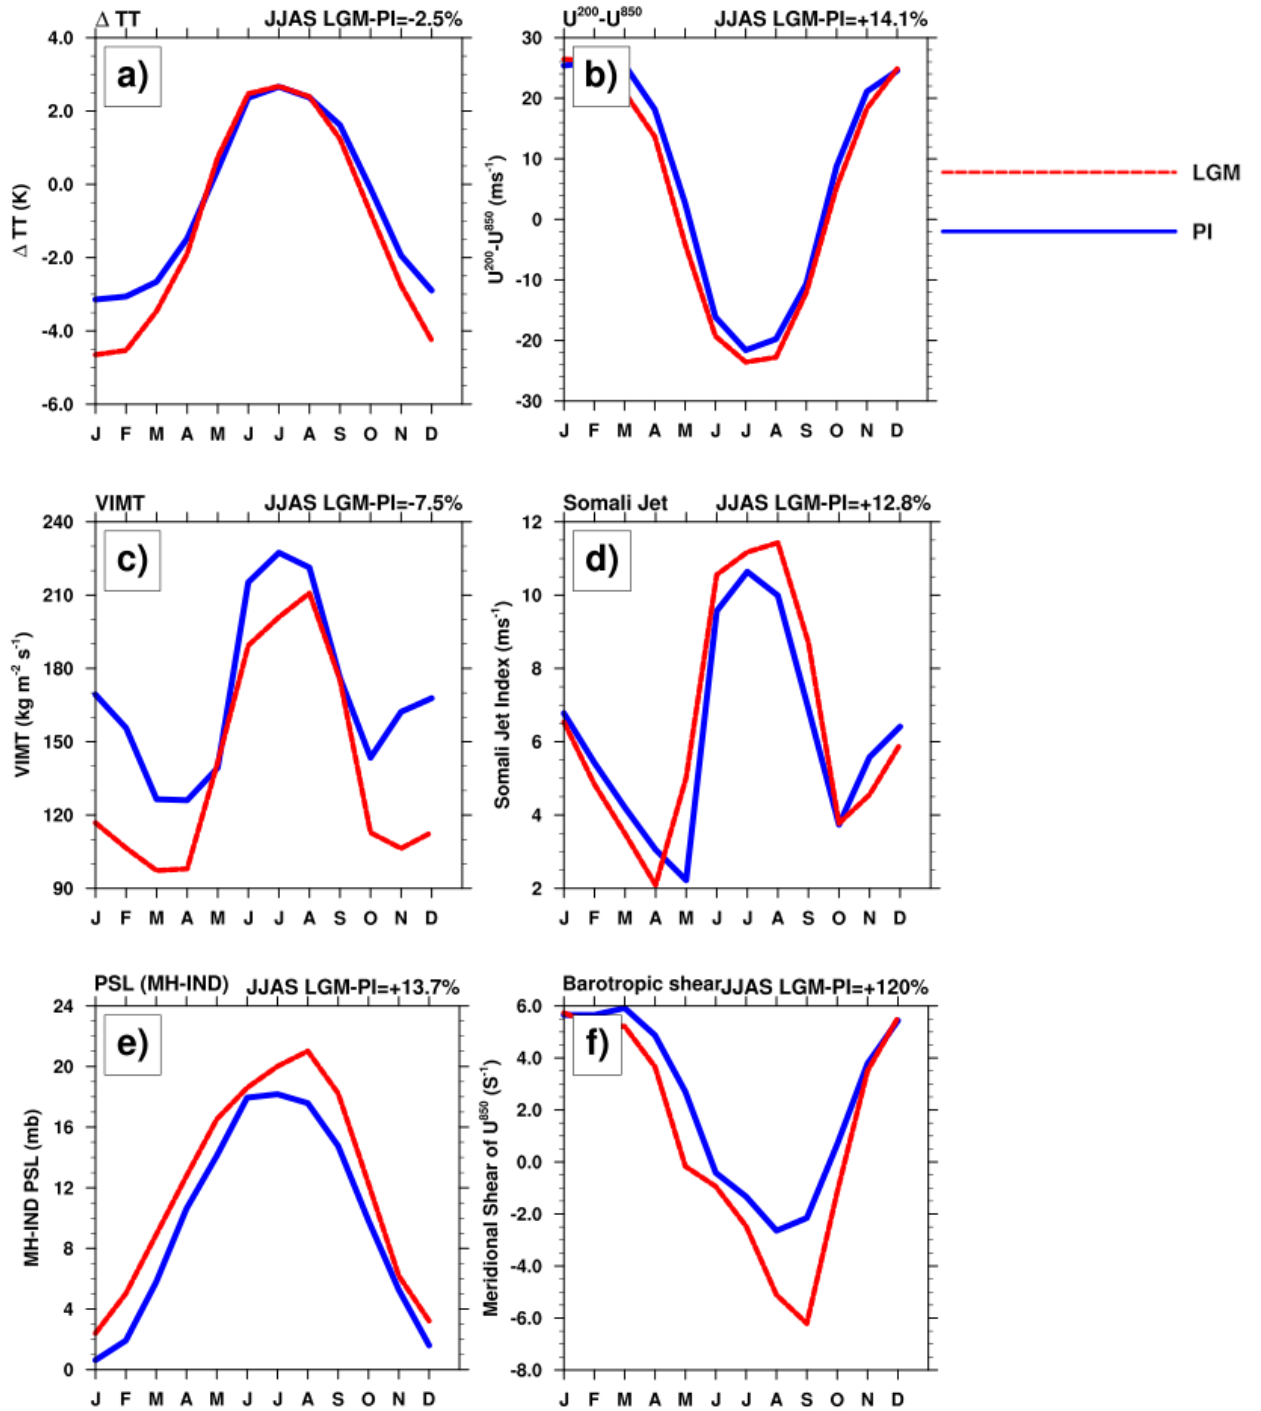 Δ TT JJAS LGM-PI=-2.5%
a)
Δ TT (K)
4.0
2.0
0.0
-2.0
-4.0
-6.0
J F M A M J J A S O N D
U²⁰⁰-U⁸⁵⁰ JJAS LGM-PI=+14.1%
b)
U²⁰⁰-U⁸⁵⁰ (ms⁻¹)
30
20
10
0
-10
-20
-30
J F M A M J J A S O N D
LGM
PI
VIMT JJAS LGM-PI=-7.5%
c)
VIMT (kg m⁻² s⁻¹)
240
210
180
150
120
90
J F M A M J J A S O N D
Somali Jet JJAS LGM-PI=+12.8%
d)
Somali Jet Index (ms⁻¹)
12
10
8
6
4
2
J F M A M J J A S O N D
PSL (MH-IND) JJAS LGM-PI=+13.7%
e)
MH-IND PSL (mb)
24
20
16
12
8
4
0
J F M A M J J A S O N D
Barotropic shear JJAS LGM-PI=+120%
f)
Meridional Shear of U⁸⁵⁰ (S⁻¹)
6.0
4.0
2.0
0.0
-2.0
-4.0
-6.0
-8.0
J F M A M J J A S O N D